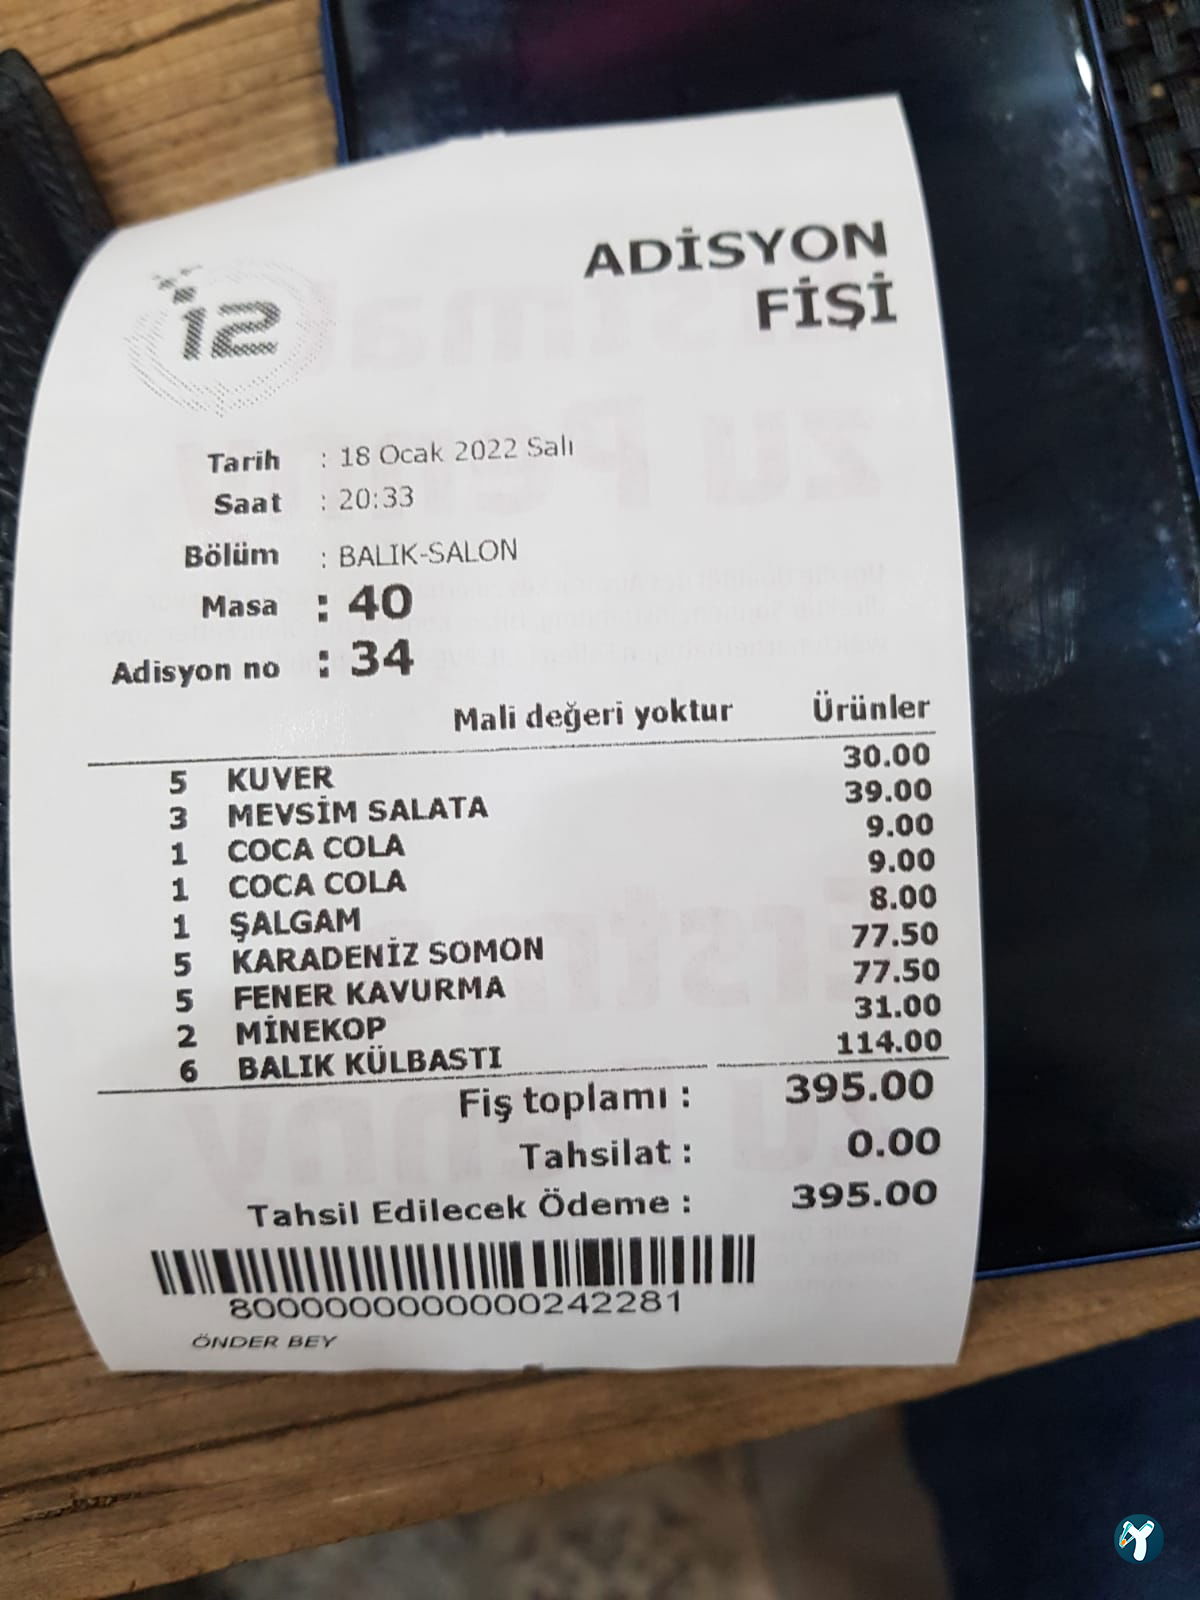 12
ADİSYON
FİŞİ
Tarih : 18 Ocak 2022 Salı
Saat : 20:33
Bölüm : BALIK-SALON
Masa : 40
Adisyon no : 34
Mali değeri yoktur Ürünler
5 KUVER 30.00
3 MEVSİM SALATA 39.00
1 COCA COLA 9.00
1 COCA COLA 9.00
1 ŞALGAM 8.00
5 KARADENİZ SOMON 77.50
5 FENER KAVURMA 77.50
2 MİNEKOP 31.00
6 BALIK KÜLBASTI 114.00
Fiş toplamı : 395.00
Tahsilat : 0.00
Tahsil Edilecek Ödeme : 395.00
8000000000000242281
ÖNDER BEY